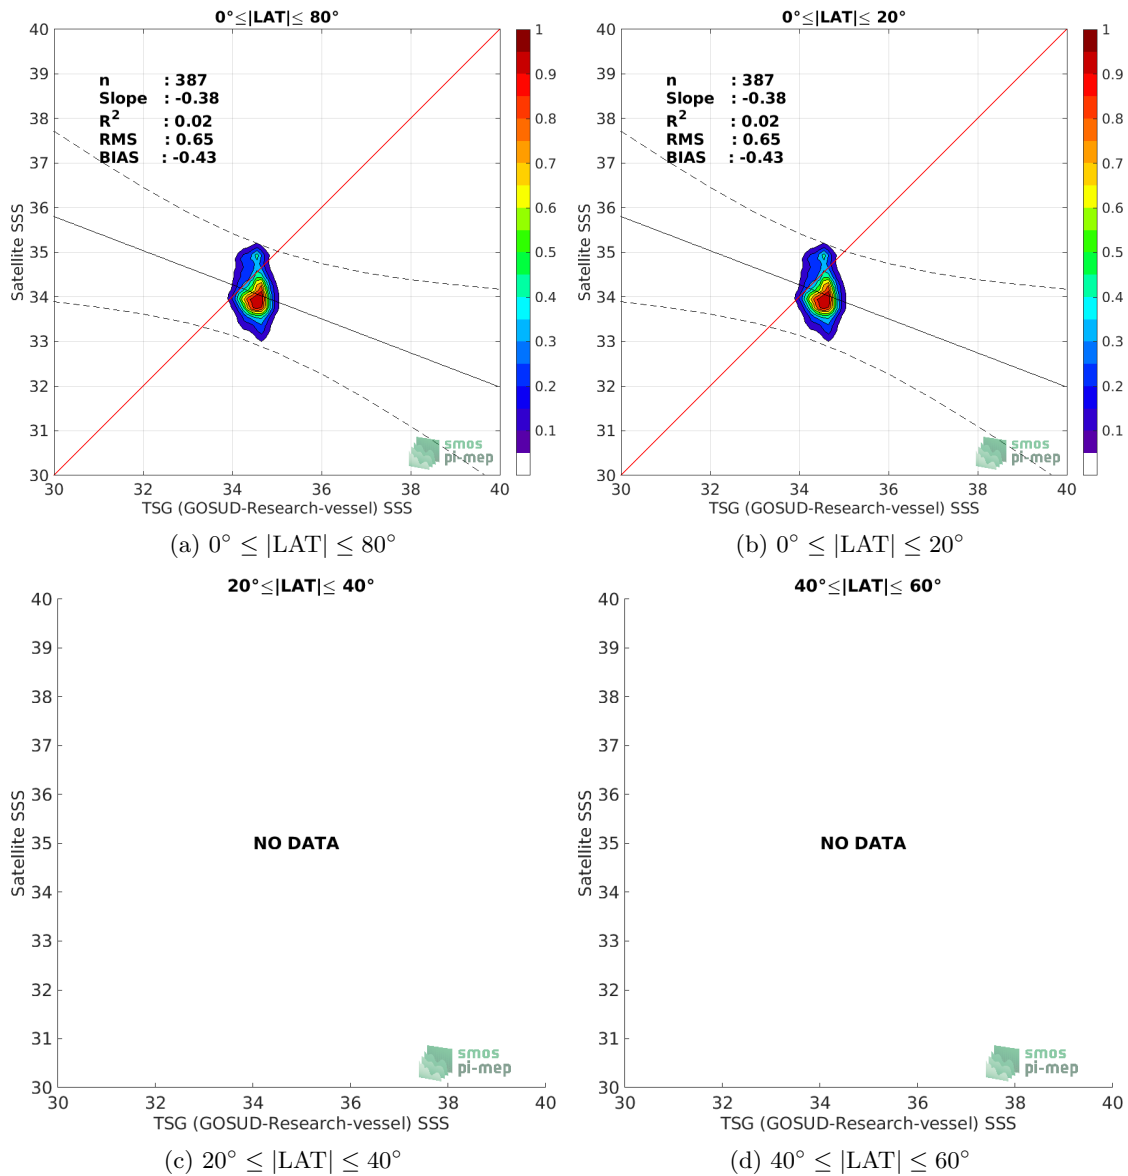 0°≤|LAT|≤ 80°
40
39
38
37
36
35
34
33
32
31
30
30 32 34 36 38 40
Satellite SSS
TSG (GOSUD-Research-vessel) SSS
n : 387
Slope : -0.38
R2 : 0.02
RMS : 0.65
BIAS : -0.43
1
0.9
0.8
0.7
0.6
0.5
0.4
0.3
0.2
0.1
smos
pi-mep
(a) 0° ≤ |LAT| ≤ 80°
0°≤|LAT|≤ 20°
40
39
38
37
36
35
34
33
32
31
30
30 32 34 36 38 40
Satellite SSS
TSG (GOSUD-Research-vessel) SSS
n : 387
Slope : -0.38
R2 : 0.02
RMS : 0.65
BIAS : -0.43
1
0.9
0.8
0.7
0.6
0.5
0.4
0.3
0.2
0.1
smos
pi-mep
(b) 0° ≤ |LAT| ≤ 20°
20°≤|LAT|≤ 40°
40
39
38
37
36
35
34
33
32
31
30
30 32 34 36 38 40
Satellite SSS
TSG (GOSUD-Research-vessel) SSS
NO DATA
smos
pi-mep
(c) 20° ≤ |LAT| ≤ 40°
40°≤|LAT|≤ 60°
40
39
38
37
36
35
34
33
32
31
30
30 32 34 36 38 40
Satellite SSS
TSG (GOSUD-Research-vessel) SSS
NO DATA
smos
pi-mep
(d) 40° ≤ |LAT| ≤ 60°